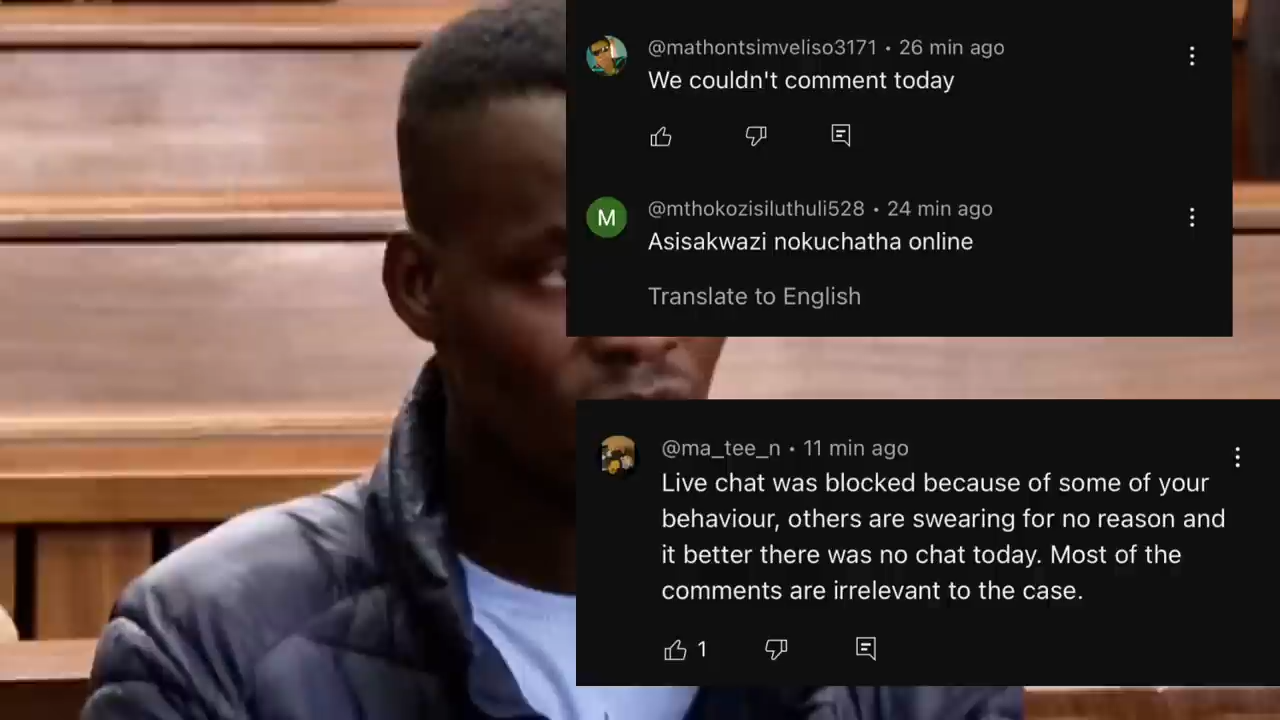 @mathontsimveliso3171 • 26 min ago
We couldn't comment today
M
@mthokozisiluthuli528 • 24 min ago
Asisakwazi nokuchatha online
Translate to English
@ma_tee_n • 11 min ago
Live chat was blocked because of some of your
behaviour, others are swearing for no reason and
it better there was no chat today. Most of the
comments are irrelevant to the case.
1